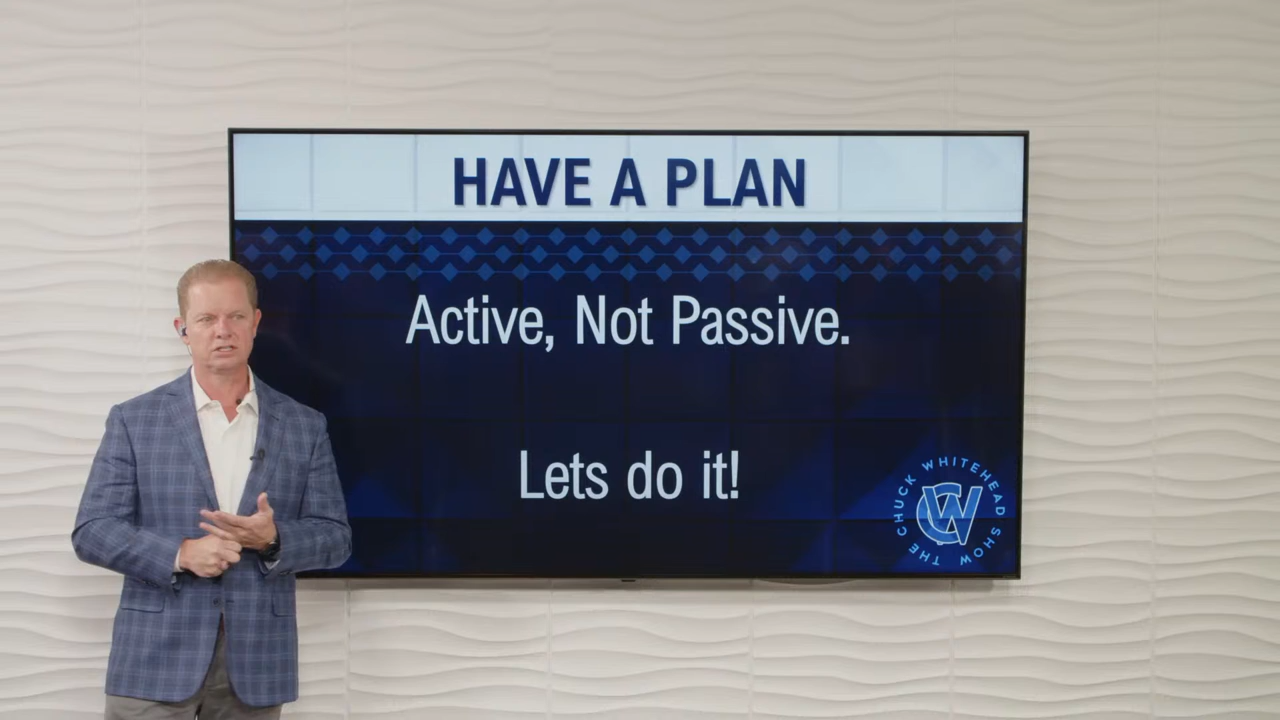 HAVE A PLAN
Active, Not Passive.
Lets do it!
THE CHUCK WHITEHEAD SHOW
CW